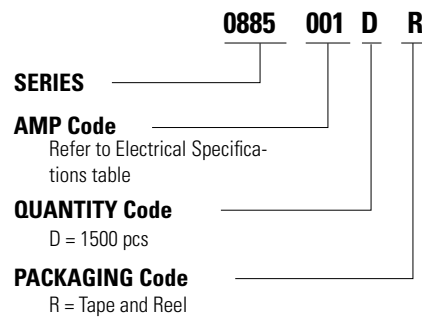 0885 001 D R
SERIES
AMP Code
Refer to Electrical Specifica-
tions table
QUANTITY Code
D = 1500 pcs
PACKAGING Code
R = Tape and Reel